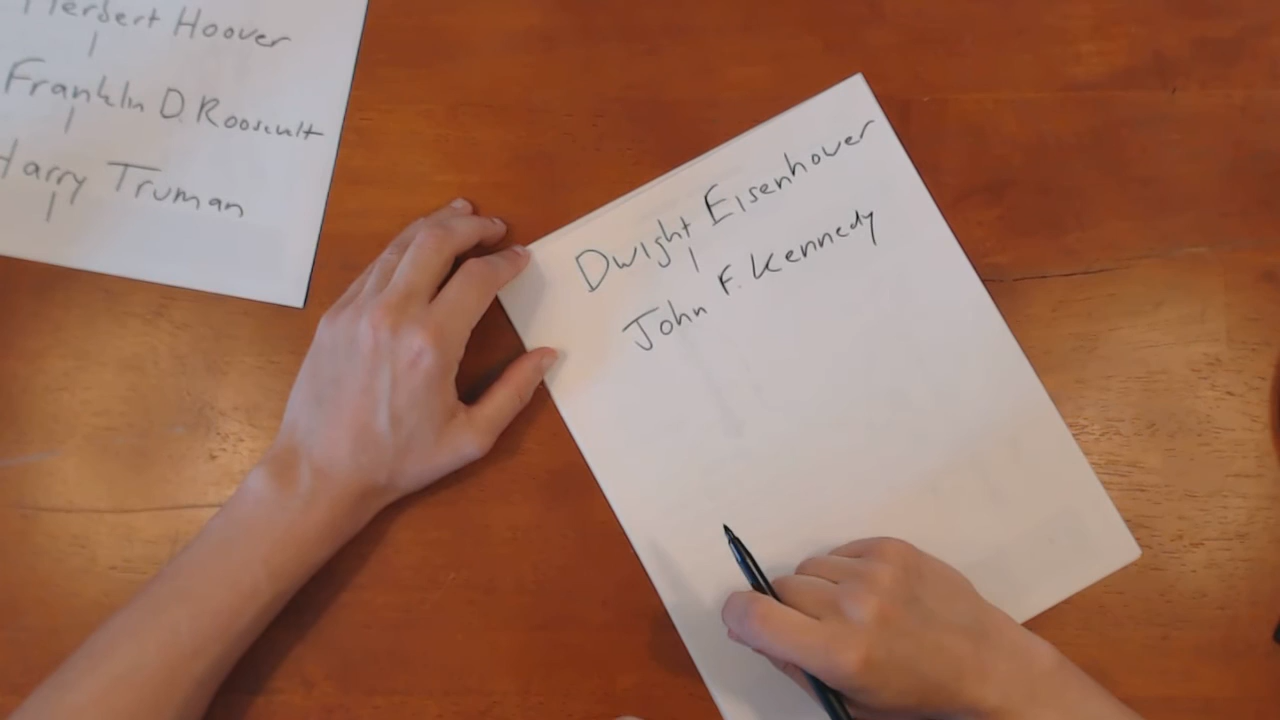 Herbert Hoover
Franklin D. Roosevelt
Harry Truman
Dwight Eisenhower
John F. Kennedy